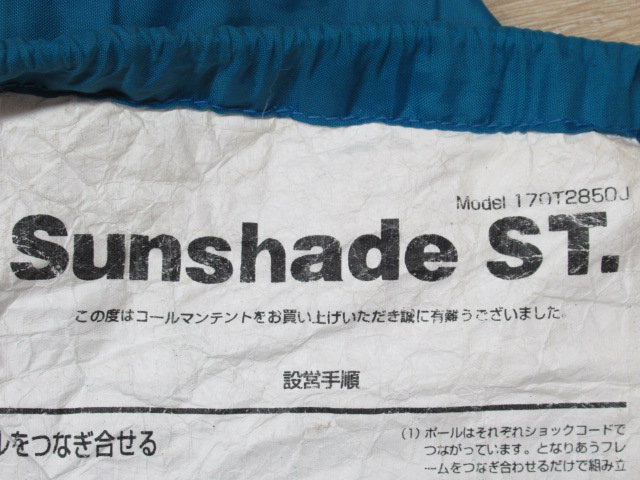 Model 170T2850J
Sunshade ST.
この度はコールマンテントをお買い上げいただき誠に有難うございました。
設営手順
ルをつなぎ合せる
(1) ポールはそれぞれショックコードで
つながっています。となりあうフレ
ームをつなぎ合わせるだけで組み立